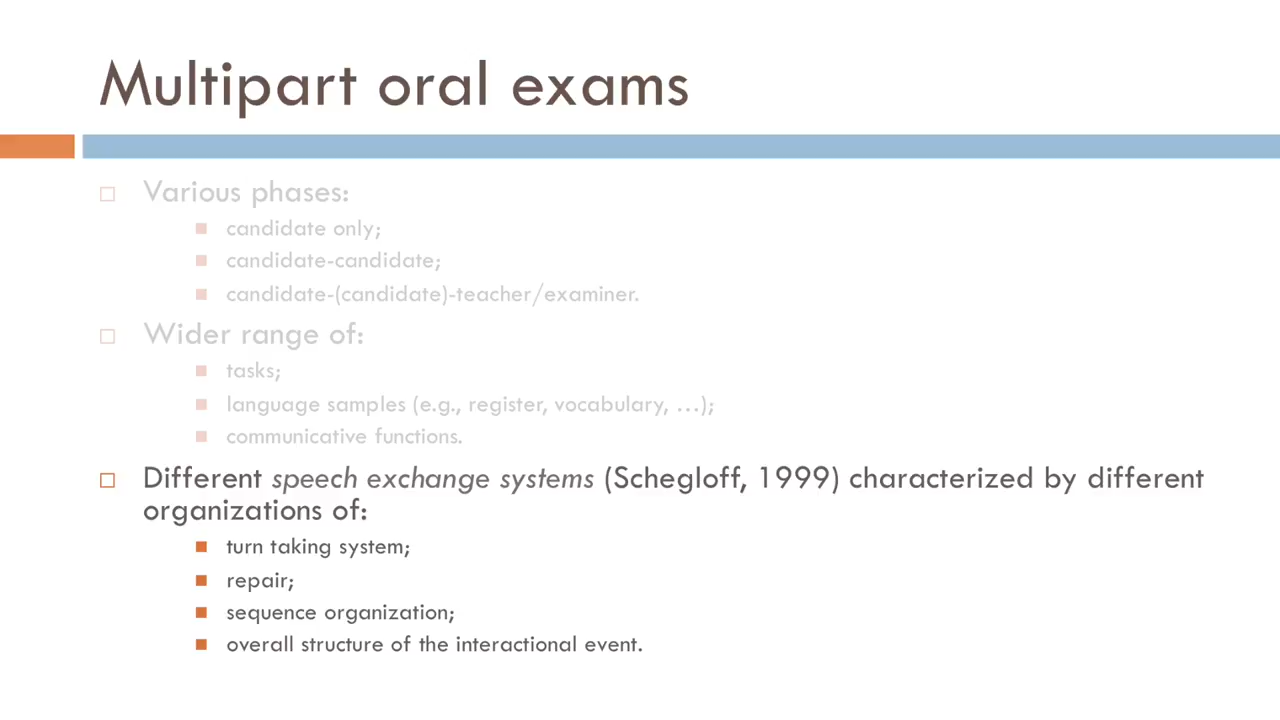 Multipart oral exams
Various phases:
candidate only;
candidate-candidate;
candidate-(candidate)-teacher/examiner.
Wider range of:
tasks;
language samples (e.g., register, vocabulary, …);
communicative functions.
Different speech exchange systems (Schegloff, 1999) characterized by different
organizations of:
turn taking system;
repair;
sequence organization;
overall structure of the interactional event.